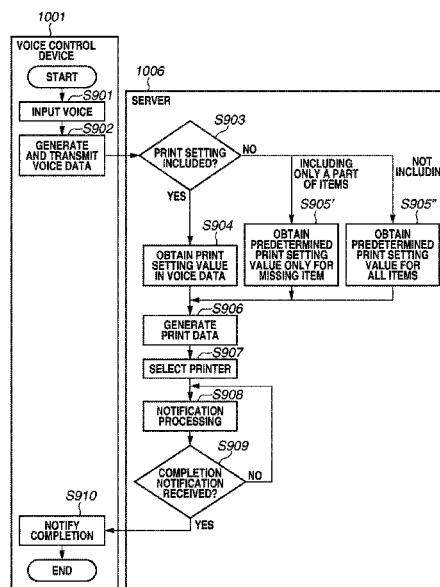 1001
VOICE CONTROL
DEVICE
START
S901
INPUT VOICE
S902
GENERATE
AND TRANSMIT
VOICE DATA
1006
SERVER
S903
PRINT SETTING
INCLUDED?
NO
YES
INCLUDING
ONLY A PART
OF ITEMS
NOT
INCLUDING
S904
OBTAIN PRINT
SETTING VALUE
IN VOICE DATA
S905'
OBTAIN
PREDETERMINED
PRINT SETTING
VALUE ONLY FOR
MISSING ITEM
S905"
OBTAIN
PREDETERMINED
PRINT SETTING
VALUE FOR
ALL ITEMS
S906
GENERATE
PRINT DATA
S907
SELECT PRINTER
S908
NOTIFICATION
PROCESSING
S909
COMPLETION
NOTIFICATION
RECEIVED?
NO
YES
S910
NOTIFY
COMPLETION
END